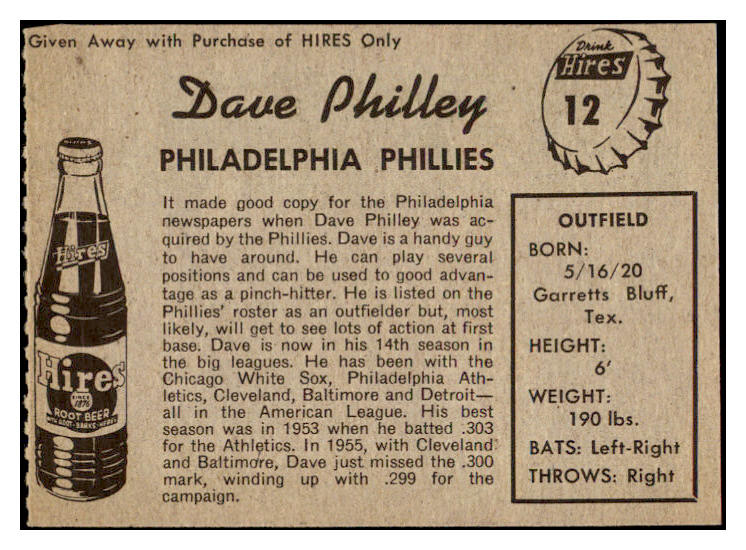 Given Away with Purchase of HIRES Only
Drink
Hires
12
Dave Philley
PHILADELPHIA PHILLIES
It made good copy for the Philadelphia
newspapers when Dave Philley was ac-
quired by the Phillies. Dave is a handy guy
to have around. He can play several
positions and can be used to good advan-
tage as a pinch-hitter. He is listed on the
Phillies' roster as an outfielder but, most
likely, will get to see lots of action at first
base. Dave is now in his 14th season in
the big leagues. He has been with the
Chicago White Sox, Philadelphia Ath-
letics, Cleveland, Baltimore and Detroit—
all in the American League. His best
season was in 1953 when he batted .303
for the Athletics. In 1955, with Cleveland
and Baltimore, Dave just missed the .300
mark, winding up with .299 for the
campaign.
OUTFIELD
BORN:
5/16/20
Garretts Bluff,
Tex.
HEIGHT:
6'
WEIGHT:
190 lbs.
BATS: Left-Right
THROWS: Right
Hires
Hires
SINCE
1876
ROOT BEER